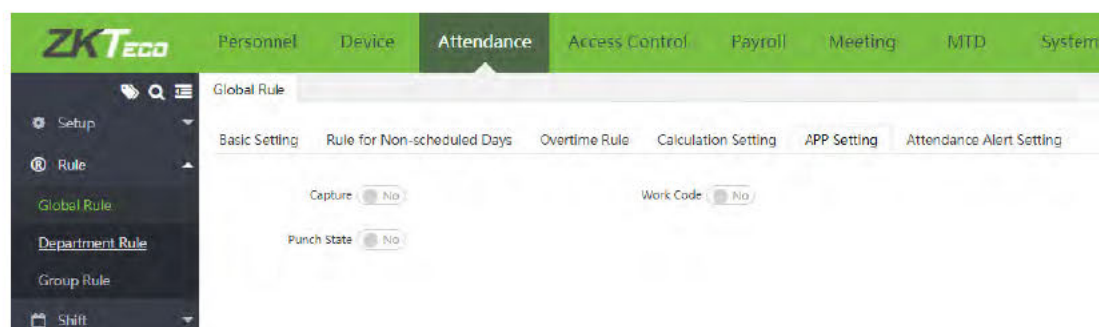 ZKTeco Personnel Device Attendance Access Control Payroll Meeting MTD System
Global Rule
Setup
Basic Setting Rule for Non-scheduled Days Overtime Rule Calculation Setting APP Setting Attendance Alert Setting
Rule
Capture No Work Code No
Global Rule
Punch State No
Department Rule
Group Rule
Shift